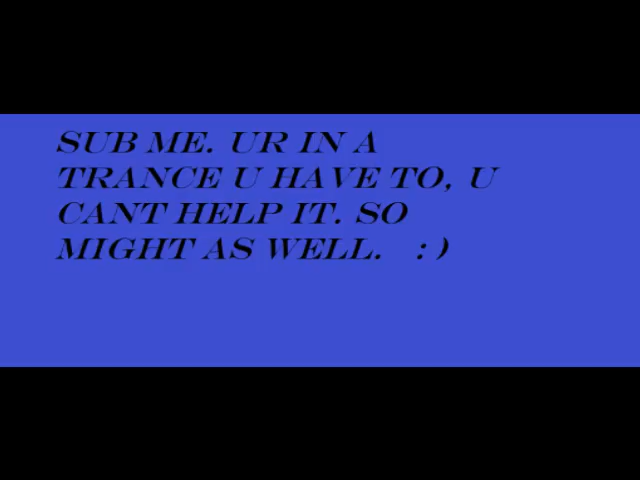 SUB ME. UR IN A
TRANCE U HAVE TO, U
CANT HELP IT. SO
MIGHT AS WELL.   : )